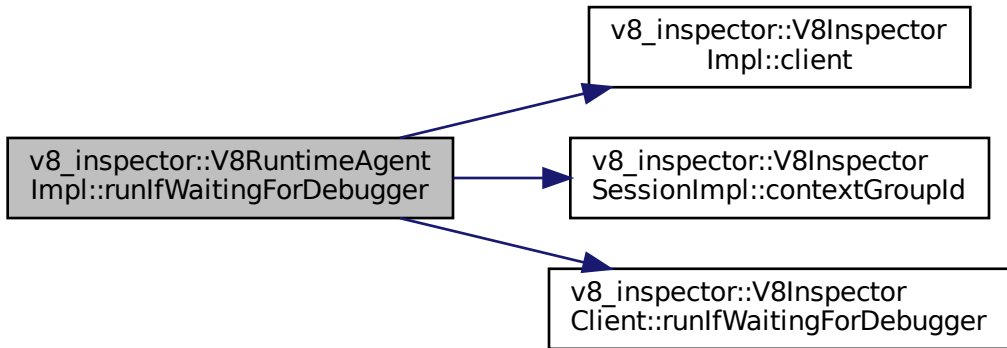 v8_inspector::V8Inspector
Impl::client
v8_inspector::V8RuntimeAgent
Impl::runIfWaitingForDebugger
v8_inspector::V8Inspector
SessionImpl::contextGroupId
v8_inspector::V8Inspector
Client::runIfWaitingForDebugger